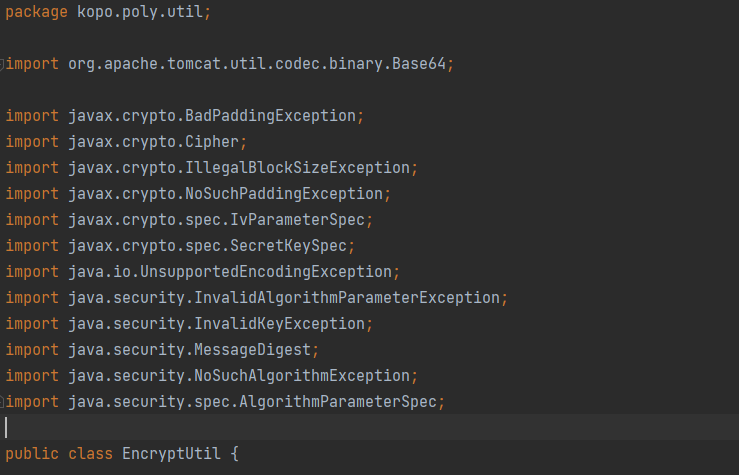 package kopo.poly.util;
import org.apache.tomcat.util.codec.binary.Base64;
import javax.crypto.BadPaddingException;
import javax.crypto.Cipher;
import javax.crypto.IllegalBlockSizeException;
import javax.crypto.NoSuchPaddingException;
import javax.crypto.spec.IvParameterSpec;
import javax.crypto.spec.SecretKeySpec;
import java.io.UnsupportedEncodingException;
import java.security.InvalidAlgorithmParameterException;
import java.security.InvalidKeyException;
import java.security.MessageDigest;
import java.security.NoSuchAlgorithmException;
import java.security.spec.AlgorithmParameterSpec;
public class EncryptUtil {